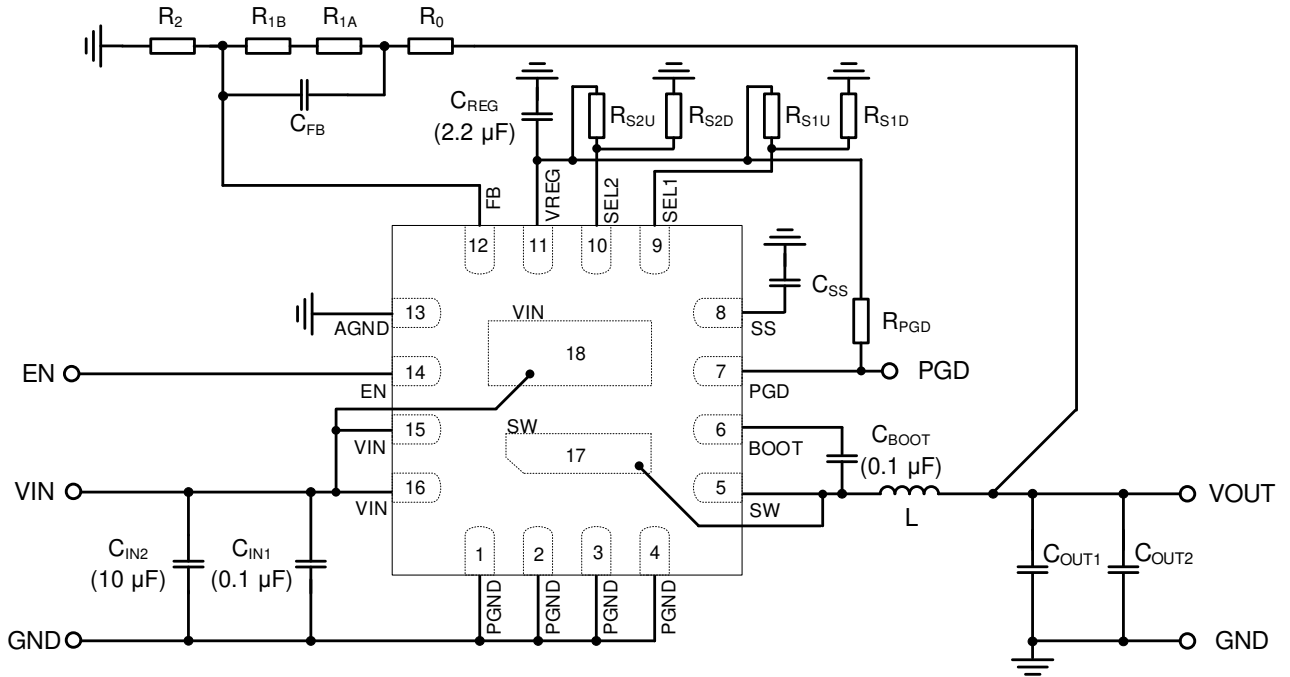 R2 R1B R1A R0
CFB
CREG
(2.2 µF)
RS2U RS2D RS1U RS1D
FB VREG SEL2 SEL1
12 11 10 9
13 AGND
VIN
18
8 SS
CSS
RPGD
EN 14 EN
7 PGD
PGD
15 VIN
SW
17
6 BOOT
CBOOT
(0.1 µF)
VIN 16 VIN
5 SW
L
VOUT
CIN2
(10 µF)
CIN1
(0.1 µF)
1 2 3 4
PGND PGND PGND PGND
COUT1 COUT2
GND
GND